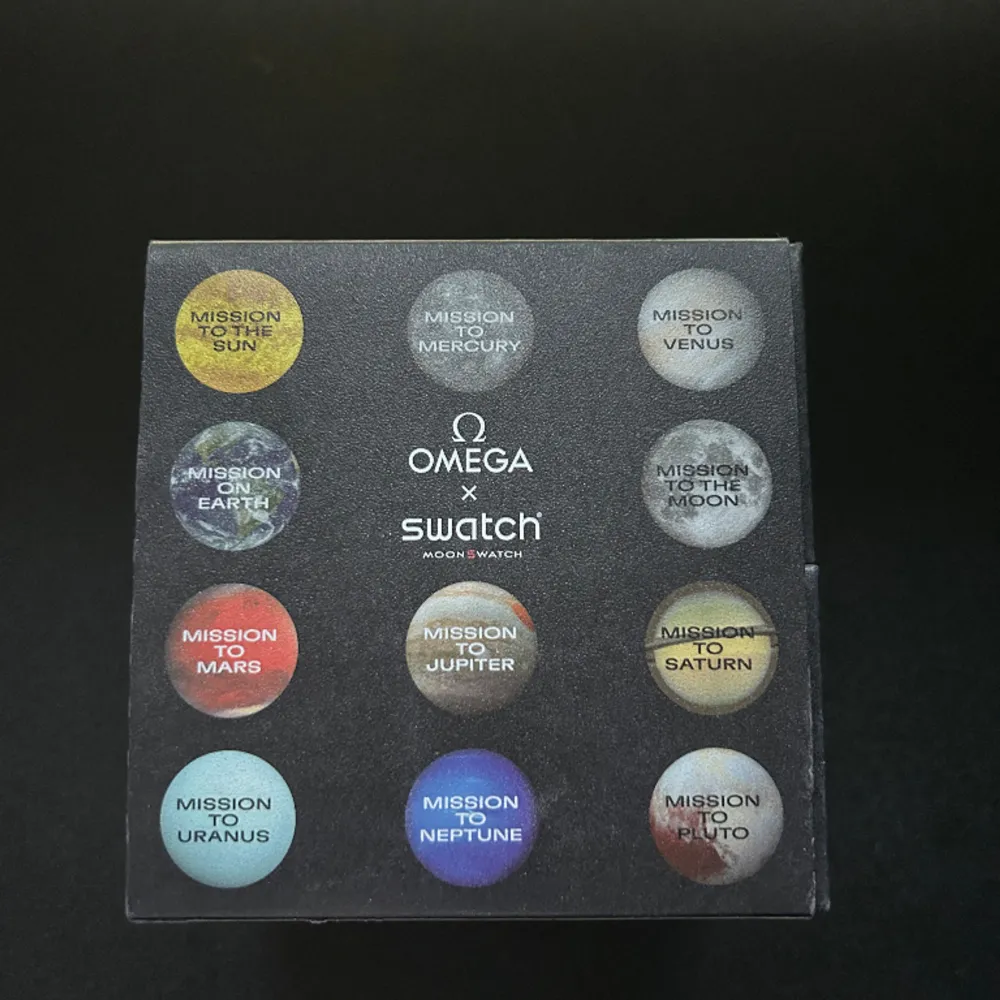 MISSION
TO THE
SUN
MISSION
TO
MERCURY
MISSION
TO
VENUS
MISSION
ON
EARTH
Ω
OMEGA
×
swatch®
MOONSWATCH
MISSION
TO THE
MOON
MISSION
TO
MARS
MISSION
TO
JUPITER
MISSION
TO
SATURN
MISSION
TO
URANUS
MISSION
TO
NEPTUNE
MISSION
TO
PLUTO